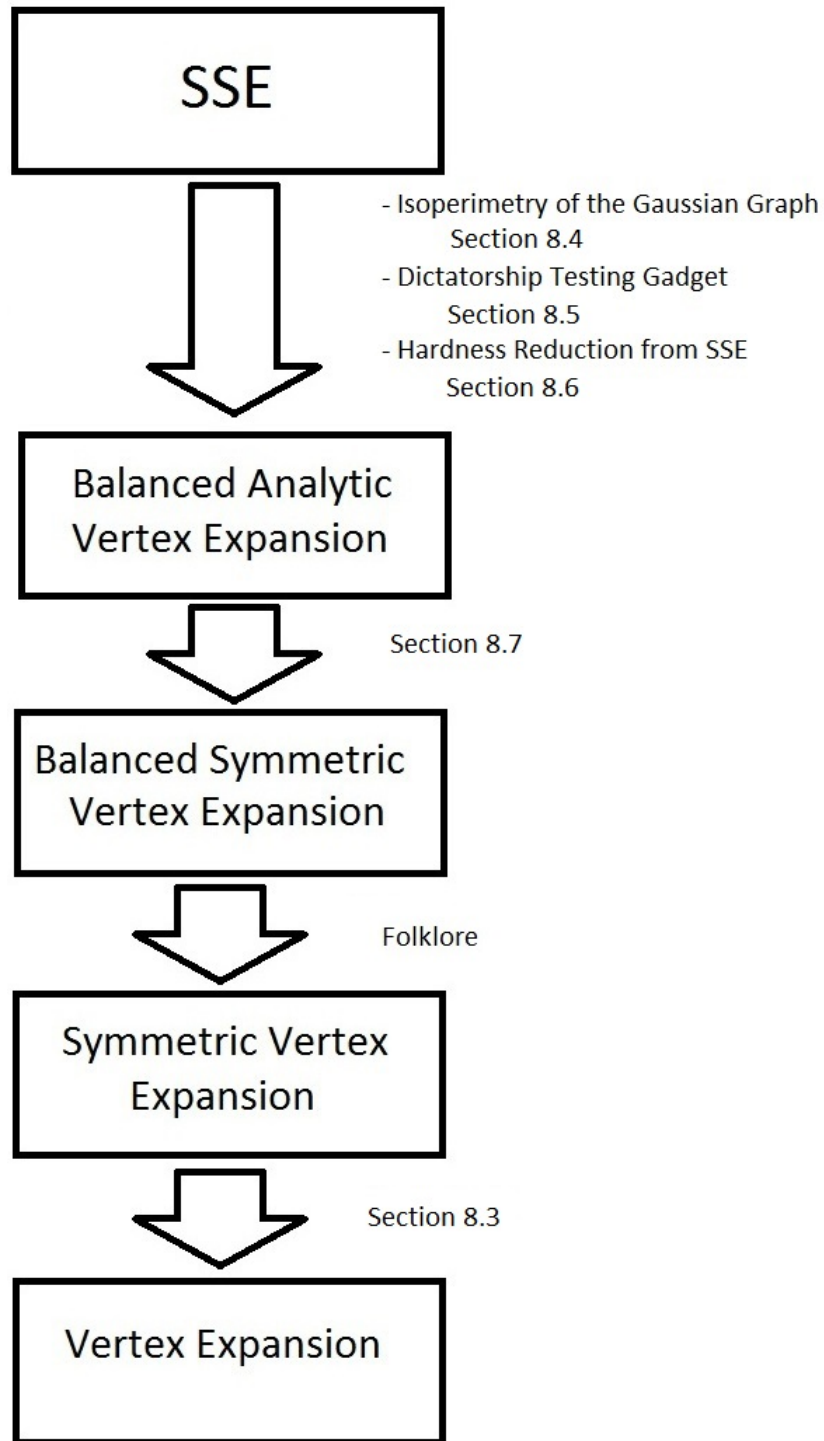 SSE
- Isoperimetry of the Gaussian Graph
Section 8.4
- Dictatorship Testing Gadget
Section 8.5
- Hardness Reduction from SSE
Section 8.6
Balanced Analytic
Vertex Expansion
Section 8.7
Balanced Symmetric
Vertex Expansion
Folklore
Symmetric Vertex
Expansion
Section 8.3
Vertex Expansion